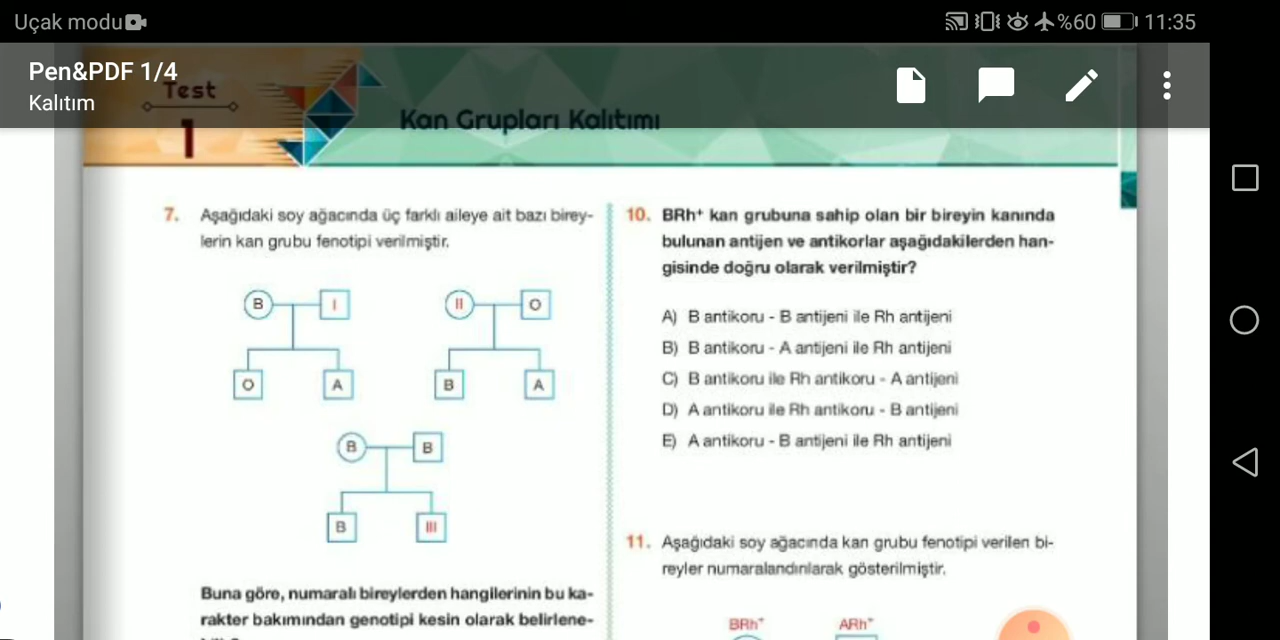 Uçak modu
%60 11:35
Pen&PDF 1/4
Kalıtım
Test
1
Kan Grupları Kalıtımı
7. Aşağıdaki soy ağacında üç farklı aileye ait bazı birey-
lerin kan grubu fenotipi verilmiştir.
B I
O A
II O
B A
B B
B III
Buna göre, numaralı bireylerden hangilerinin bu ka-
rakter bakımından genotipi kesin olarak belirlene-
10. BRh⁺ kan grubuna sahip olan bir bireyin kanında
bulunan antijen ve antikorlar aşağıdakilerden han-
gisinde doğru olarak verilmiştir?
A) B antikoru - B antijeni ile Rh antijeni
B) B antikoru - A antijeni ile Rh antijeni
C) B antikoru ile Rh antikoru - A antijeni
D) A antikoru ile Rh antikoru - B antijeni
E) A antikoru - B antijeni ile Rh antijeni
11. Aşağıdaki soy ağacında kan grubu fenotipi verilen bi-
reyler numaralandırılarak gösterilmiştir.
BRh⁺ ARh⁺